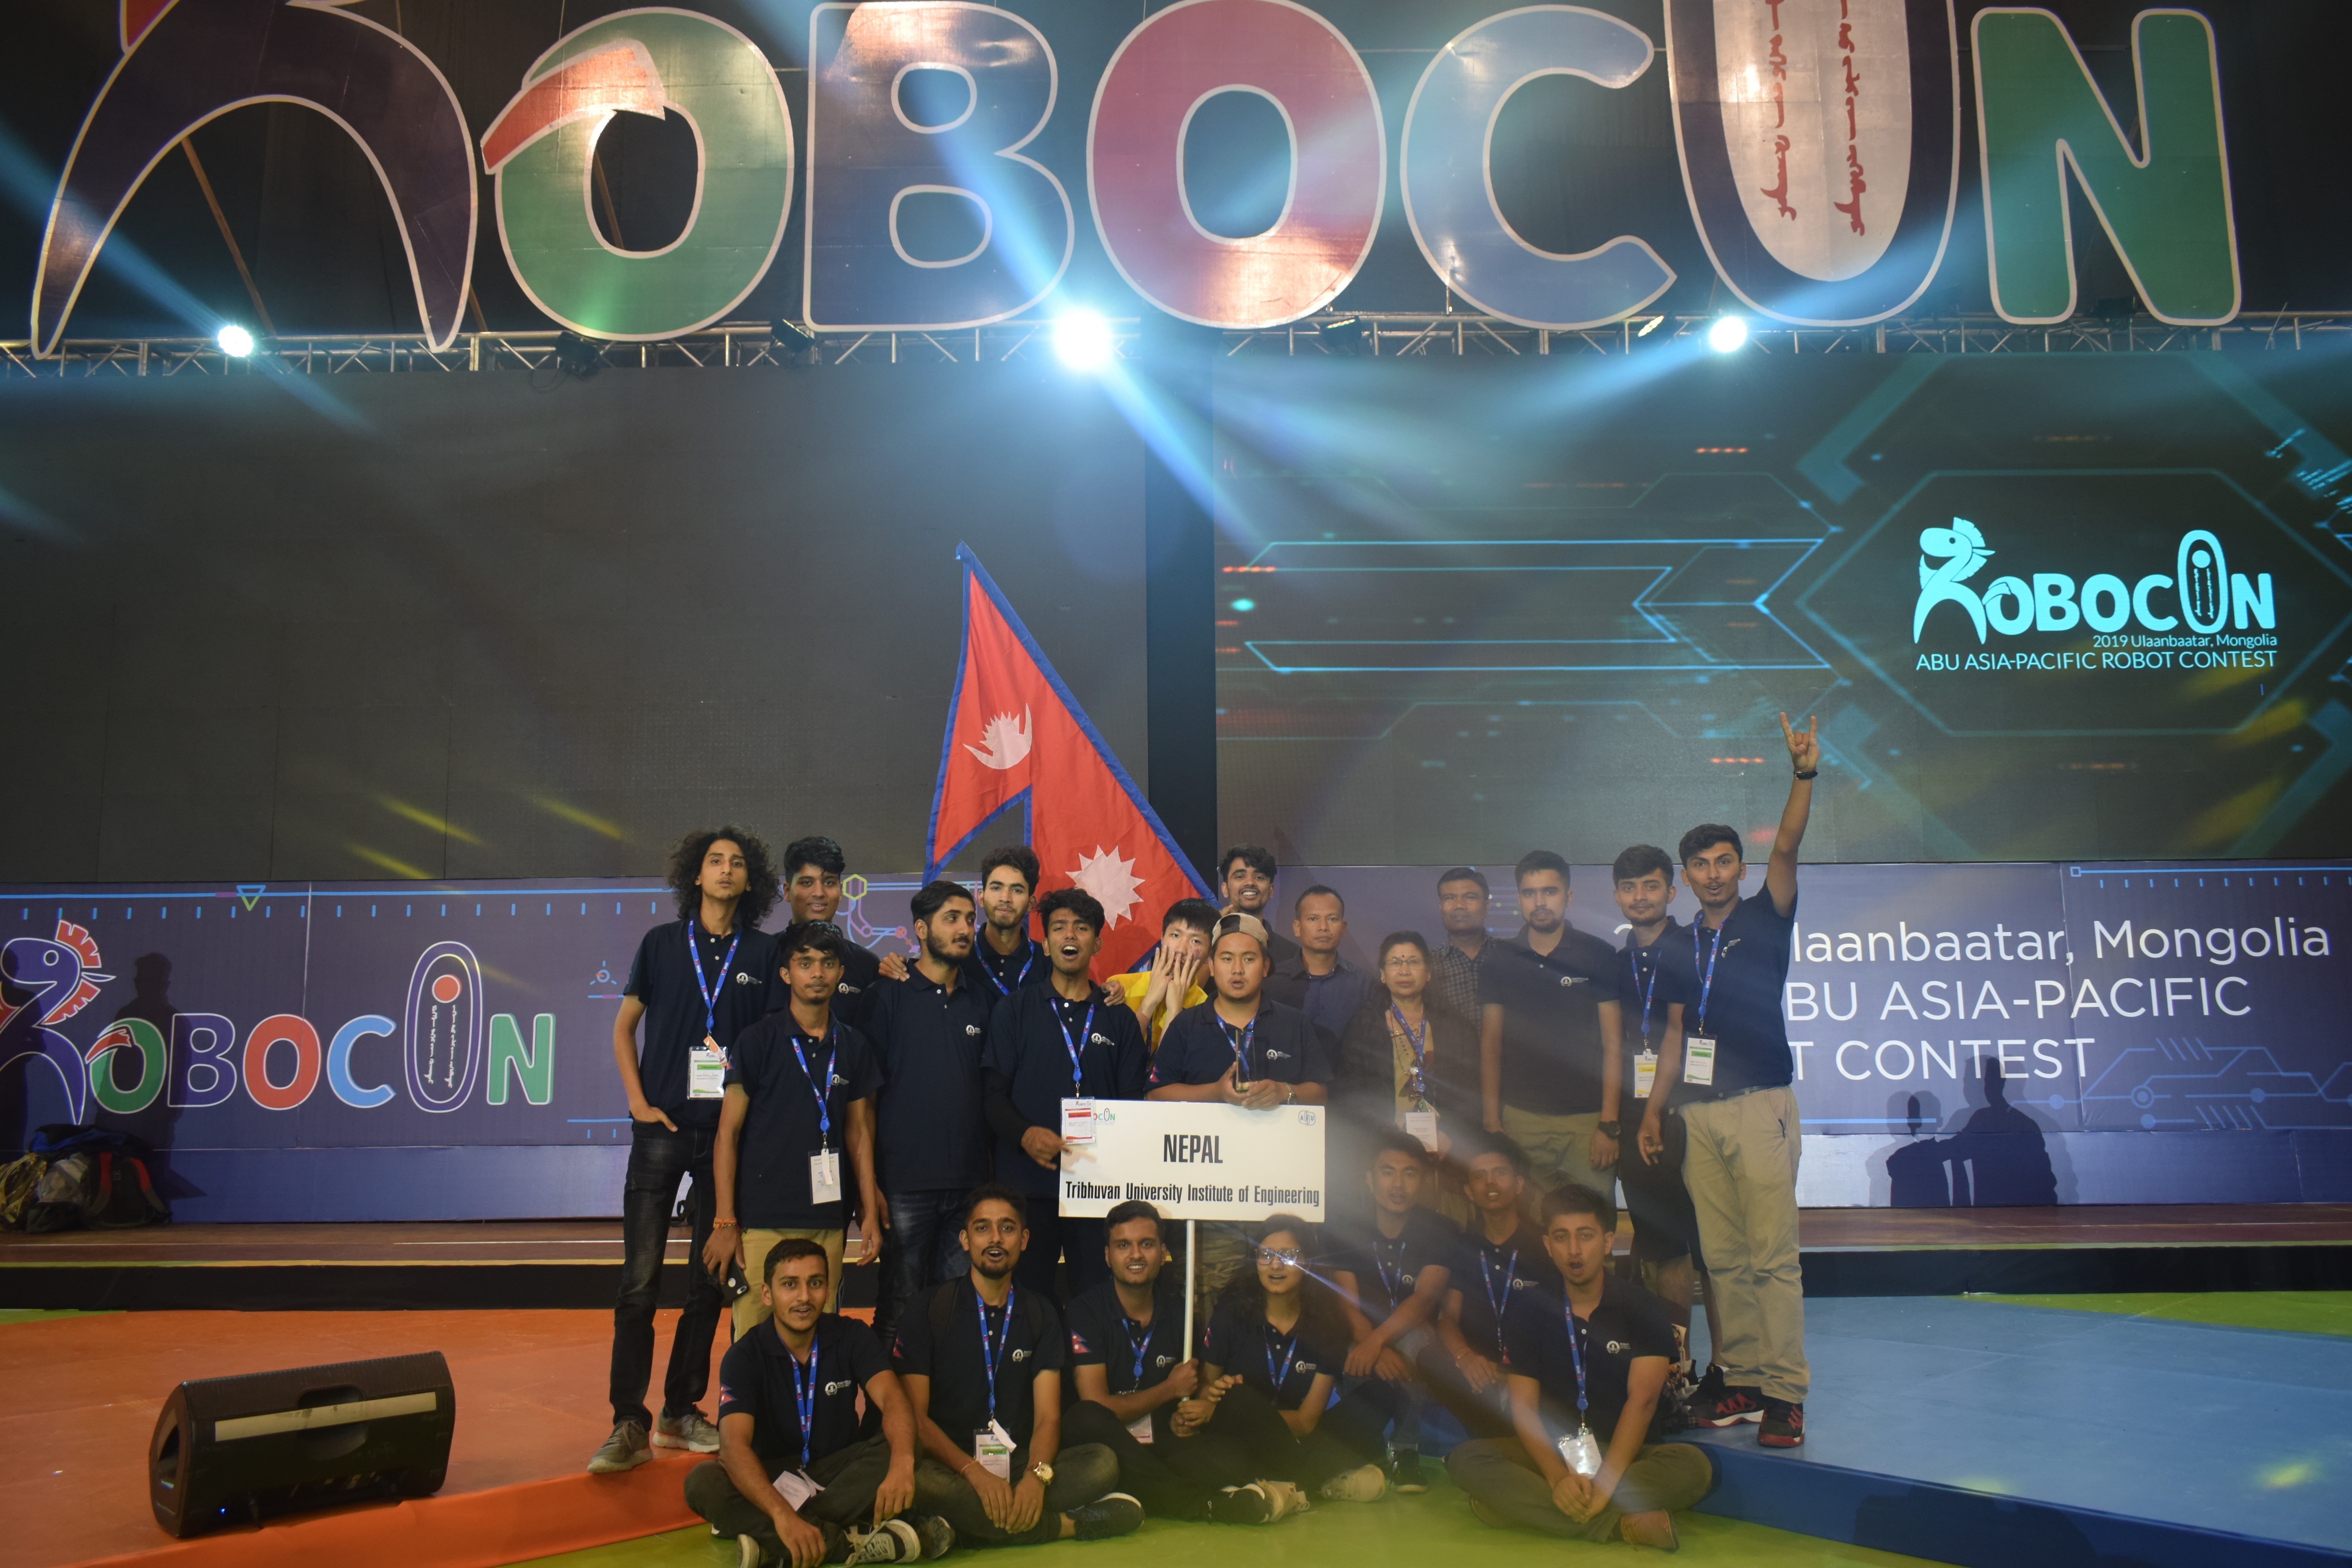 ROBOCON
ROBOCON
2019 Ulaanbaatar, Mongolia
ABU ASIA-PACIFIC ROBOT CONTEST
ROBOCON
laanbaatar, Mongolia
BU ASIA-PACIFIC
T CONTEST
NEPAL
Tribhuvan University Institute of Engineering